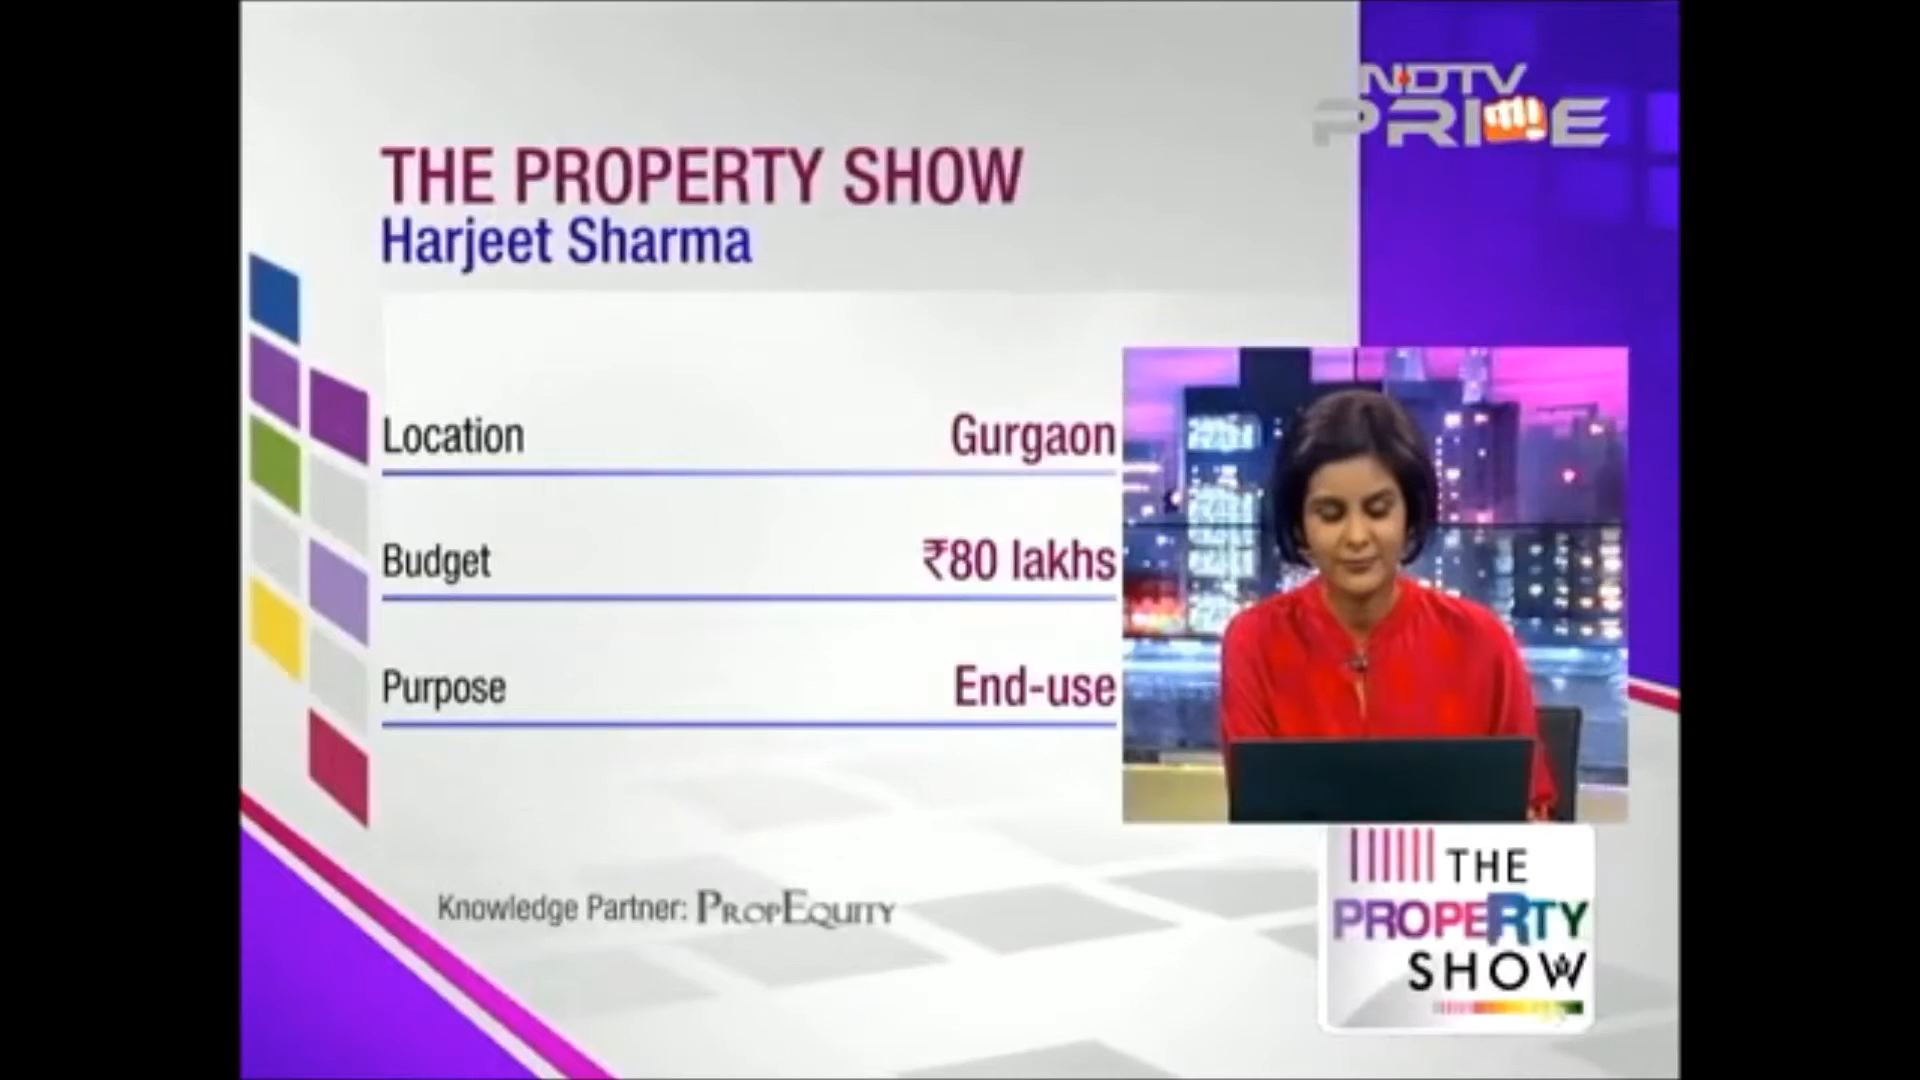 NDTV
PRIME
THE PROPERTY SHOW
Harjeet Sharma
Location Gurgaon
Budget ₹80 lakhs
Purpose End-use
Knowledge Partner: PROPEQUITY
THE
PROPERTY
SHOW